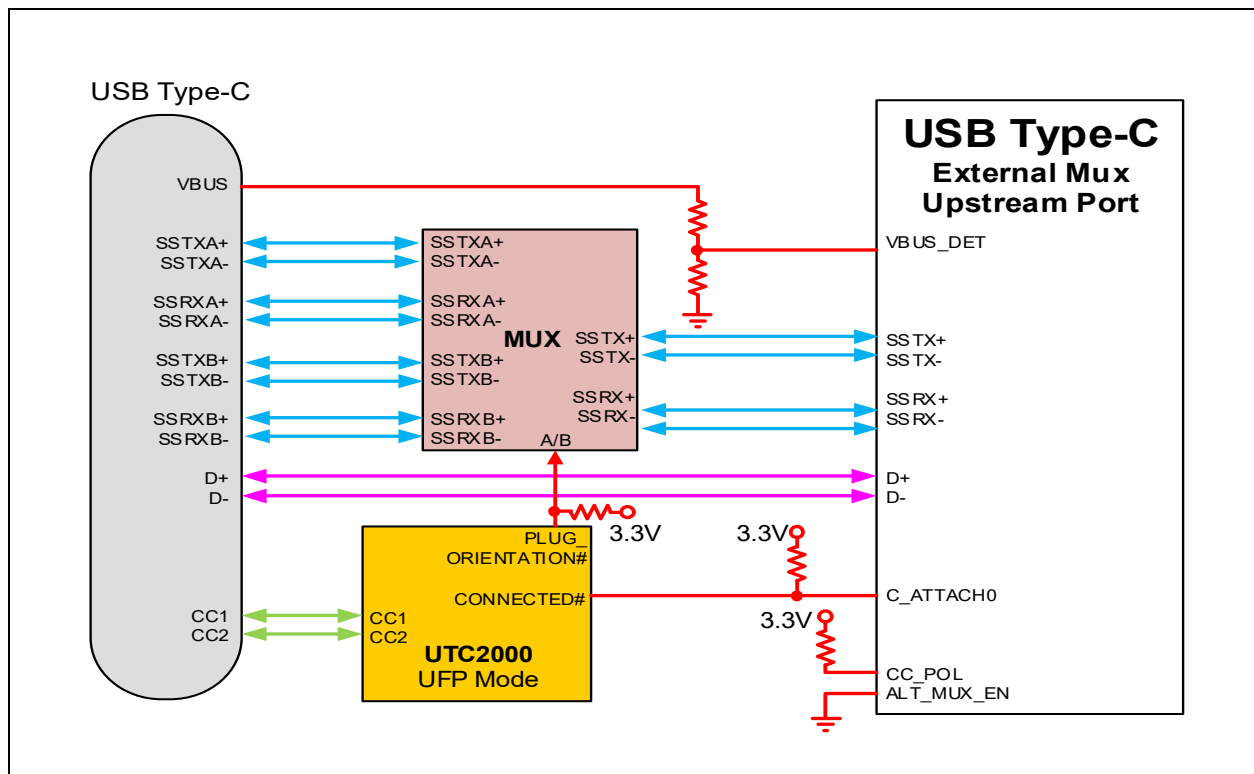 USB Type-C
VBUS
SSTXA+
SSTXA-
SSRXA+
SSRXA-
SSTXB+
SSTXB-
SSRXB+
SSRXB-
D+
D-
CC1
CC2
SSTXA+
SSTXA-
SSRXA+
SSRXA-
MUX
SSTXB+
SSTXB-
SSRXB+
SSRXB-
SSTX+
SSTX-
SSRX+
SSRX-
A/B
3.3V
PLUG_
ORIENTATION#
CONNECTED#
CC1
CC2
UTC2000
UFP Mode
3.3V
3.3V
USB Type-C
External Mux
Upstream Port
VBUS_DET
SSTX+
SSTX-
SSRX+
SSRX-
D+
D-
C_ATTACH0
CC_POL
ALT_MUX_EN